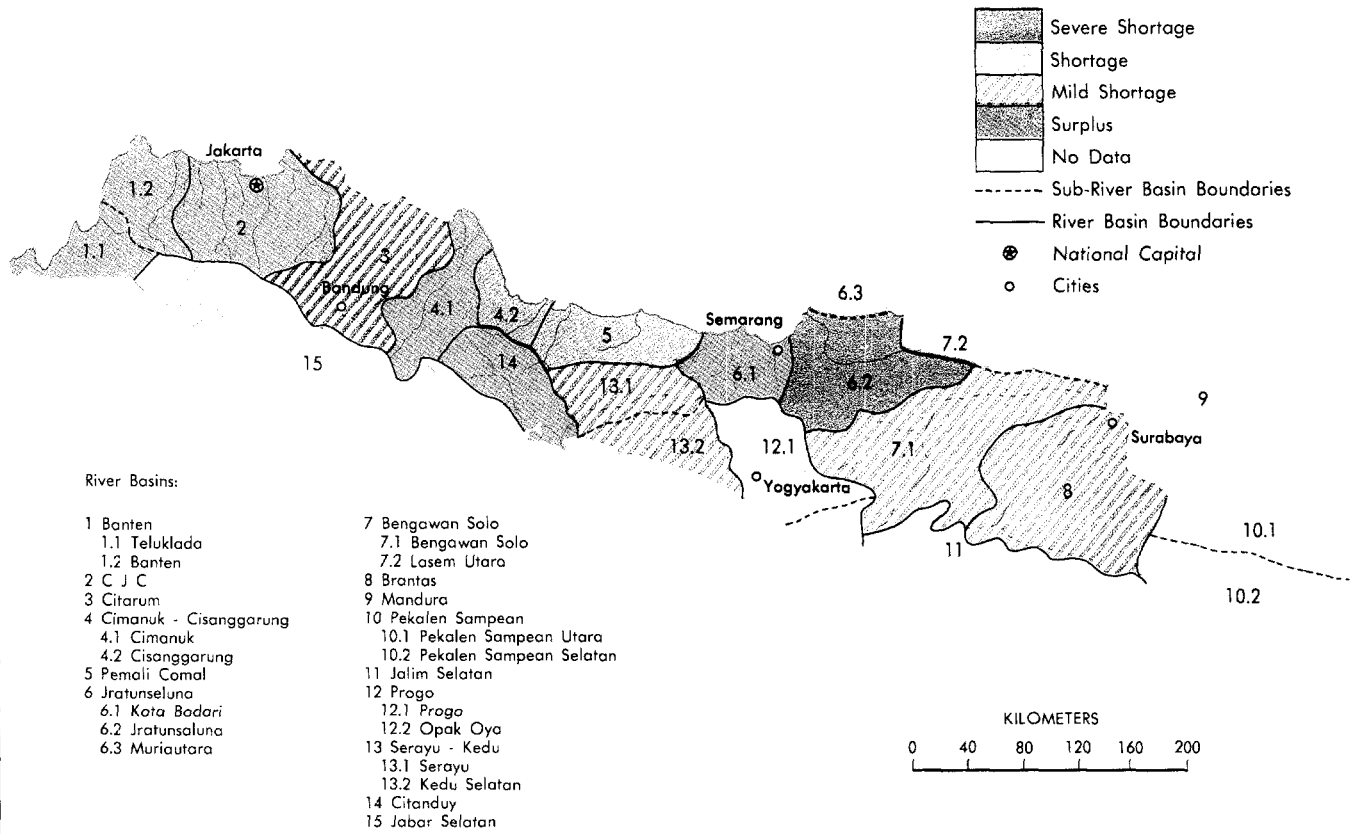 Severe Shortage
Shortage
Mild Shortage
Surplus
No Data
Sub-River Basin Boundaries
River Basin Boundaries
National Capital
Cities
Jakarta
1.2
2
1.1
3
Bandung
4.1
4.2
15
14
5
Semarang
6.3
7.2
6.1
6.2
13.1
13.2
12.1
Yogyakarta
7.1
9
Surabaya
8
11
10.1
10.2
River Basins:
1 Banten
1.1 Teluklada
1.2 Banten
2 C J C
3 Citarum
4 Cimanuk - Cisanggarung
4.1 Cimanuk
4.2 Cisanggarung
5 Pemali Comal
6 Jratunseluna
6.1 Kota Badari
6.2 Jratunsaluna
6.3 Muriautara
7 Bengawan Solo
7.1 Bengawan Solo
7.2 Lasem Utara
8 Brantas
9 Mandura
10 Pekalen Sampean
10.1 Pekalen Sampean Utara
10.2 Pekalen Sampean Selatan
11 Jalim Selatan
12 Progo
12.1 Progo
12.2 Opak Oya
13 Serayu - Kedu
13.1 Serayu
13.2 Kedu Selatan
14 Citanduy
15 Jabar Selatan
KILOMETERS
0 40 80 120 160 200